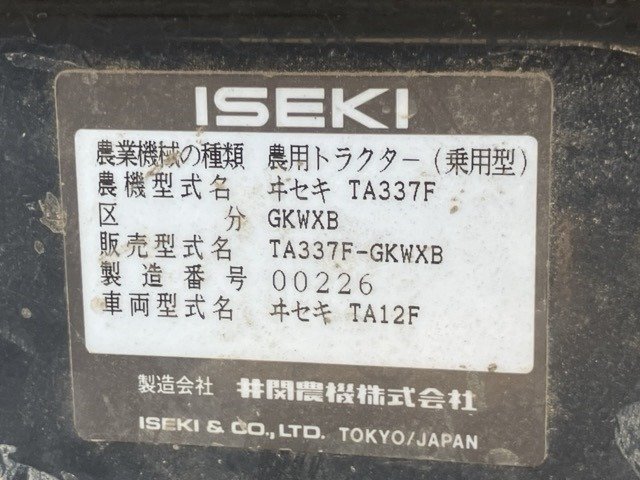 ISEKI
農業機械の種類 農用トラクター(乗用型)
農機型式名 ヰセキ TA337F
区分 GKWXB
販売型式名 TA337F-GKWXB
製造番号 00226
車両型式名 ヰセキ TA12F
製造会社 井関農機株式会社
ISEKI & CO., LTD. TOKYO/JAPAN